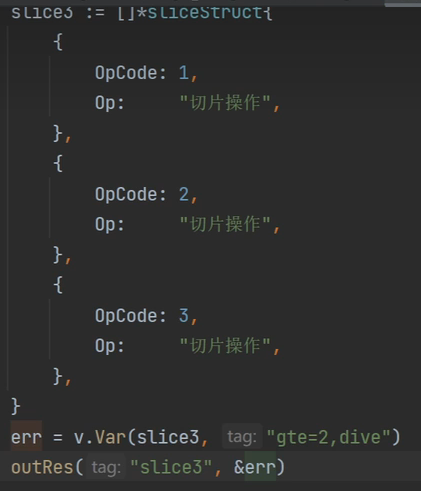 slice3 := []*sliceStruct{
    {
        OpCode: 1,
        Op:     "切片操作",
    },
    {
        OpCode: 2,
        Op:     "切片操作",
    },
    {
        OpCode: 3,
        Op:     "切片操作",
    },
}
err = v.Var(slice3, tag: "gte=2,dive")
outRes( tag: "slice3", &err)